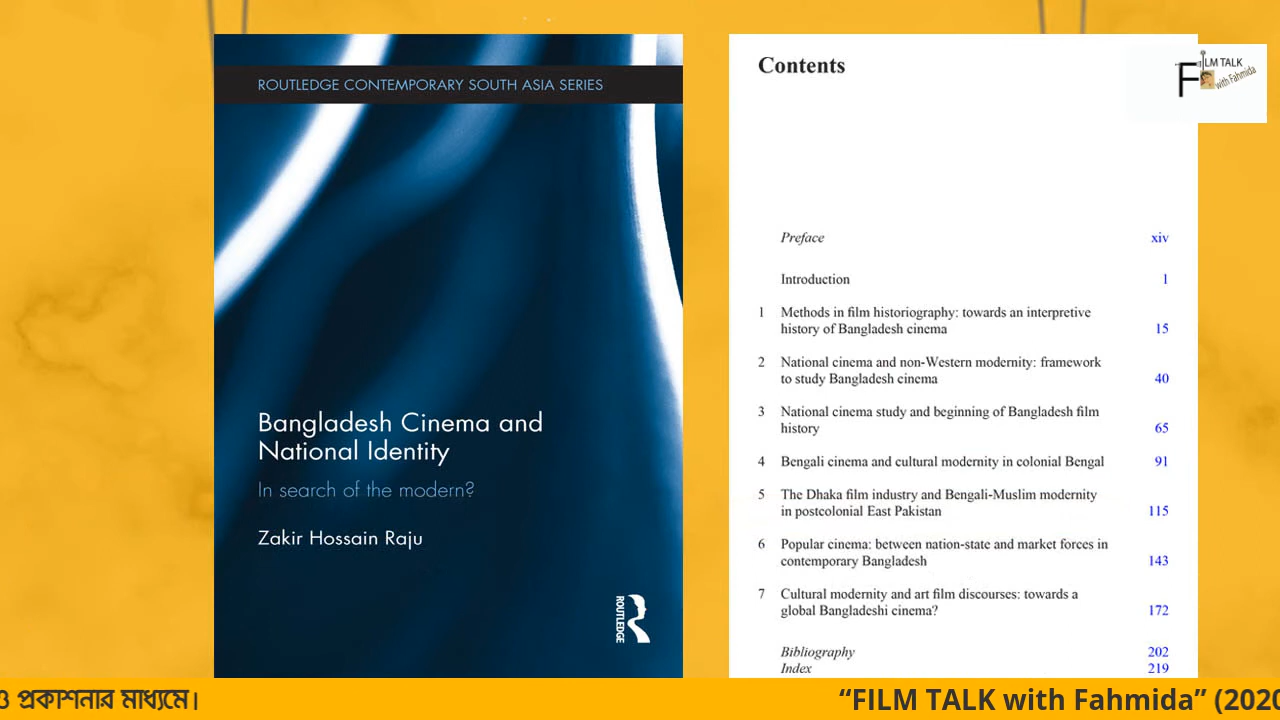 ROUTLEDGE CONTEMPORARY SOUTH ASIA SERIES
Bangladesh Cinema and
National Identity
In search of the modern?
Zakir Hossain Raju
ROUTLEDGE
Contents
FILM TALK
with Fahmida
Preface xiv
Introduction 1
1 Methods in film historiography: towards an interpretive
history of Bangladesh cinema 15
2 National cinema and non-Western modernity: framework
to study Bangladesh cinema 40
3 National cinema study and beginning of Bangladesh film
history 65
4 Bengali cinema and cultural modernity in colonial Bengal 91
5 The Dhaka film industry and Bengali-Muslim modernity
in postcolonial East Pakistan 115
6 Popular cinema: between nation-state and market forces in
contemporary Bangladesh 143
7 Cultural modernity and art film discourses: towards a
global Bangladeshi cinema? 172
Bibliography 202
Index 219
ও প্রকাশনার মাধ্যমে। “FILM TALK with Fahmida” (2020